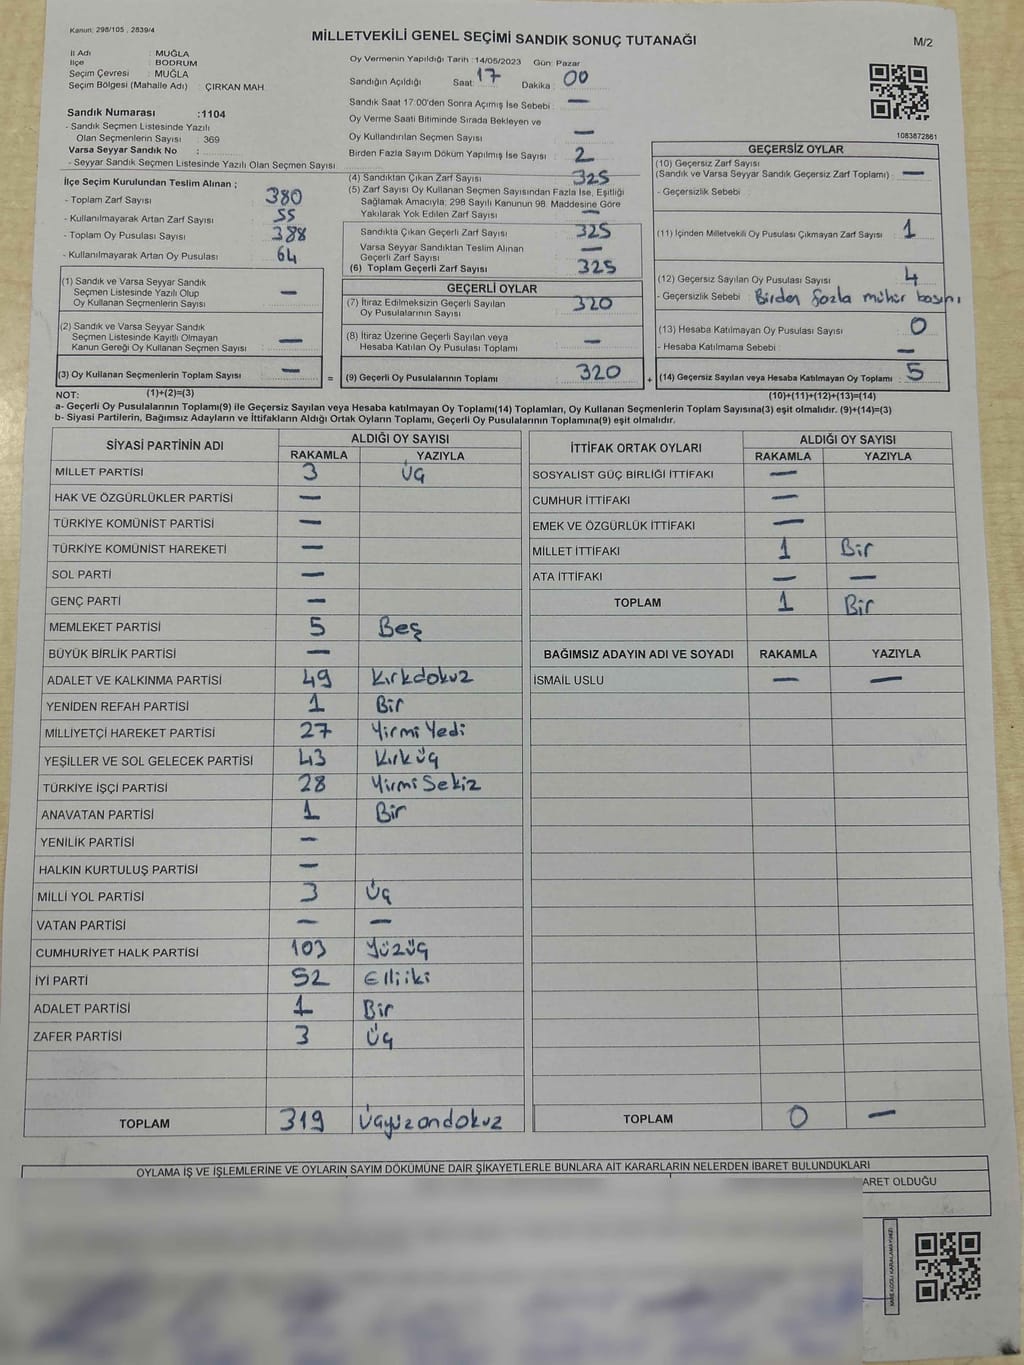 Kanun: 298/105 , 2839/4
MİLLETVEKİLİ GENEL SEÇİMİ SANDIK SONUÇ TUTANAĞI
M/2
İl Adı : MUĞLA
İlçe : BODRUM
Seçim Çevresi : MUĞLA
Seçim Bölgesi (Mahalle Adı) : ÇIRKAN MAH.
Sandık Numarası :1104
- Sandık Seçmen Listesinde Yazılı
Olan Seçmenlerin Sayısı : 369
Varsa Seyyar Sandık No :
- Seyyar Sandık Seçmen Listesinde Yazılı Olan Seçmen Sayısı
İlçe Seçim Kurulundan Teslim Alınan ;
- Toplam Zarf Sayısı : 380
- Kullanılmayarak Artan Zarf Sayısı : 55
- Toplam Oy Pusulası Sayısı : 388
- Kullanılmayarak Artan Oy Pusulası : 64
(1) Sandık ve Varsa Seyyar Sandık
Seçmen Listesinde Yazılı Olup
Oy Kullanan Seçmenlerin Sayısı —
(2) Sandık ve Varsa Seyyar Sandık
Seçmen Listesinde Kayıtlı Olmayan
Kanun Gereği Oy Kullanan Seçmen Sayısı —
(3) Oy Kullanan Seçmenlerin Toplam Sayısı —
=
(1)+(2)=(3)
Oy Vermenin Yapıldığı Tarih :14/05/2023 Gün: Pazar
Sandığın Açıldığı Saat: 17 Dakika : 00
Sandık Saat 17:00'den Sonra Açımış İse Sebebi : —
Oy Verme Saati Bitiminde Sırada Bekleyen ve
Oy Kullandırılan Seçmen Sayısı : —
Birden Fazla Sayım Döküm Yapılmış İse Sayısı : 2
(4) Sandıktan Çıkan Zarf Sayısı : 325
(5) Zarf Sayısı Oy Kullanan Seçmen Sayısından Fazla İse, Eşitliği
Sağlamak Amacıyla; 298 Sayılı Kanunun 98. Maddesine Göre
Yakılarak Yok Edilen Zarf Sayısı : —
Sandıkta Çıkan Geçerli Zarf Sayısı : 325
Varsa Seyyar Sandıktan Teslim Alınan
Geçerli Zarf Sayısı : —
(6) Toplam Geçerli Zarf Sayısı : 325
GEÇERLİ OYLAR
(7) İtiraz Edilmeksizin Geçerli Sayılan
Oy Pusulalarının Sayısı : 320
(8) İtiraz Üzerine Geçerli Sayılan veya
Hesaba Katılan Oy Pusulası Toplamı : —
(9) Geçerli Oy Pusulalarının Toplamı : 320
+
1083872861
GEÇERSİZ OYLAR
(10) Geçersiz Zarf Sayısı
(Sandık ve Varsa Seyyar Sandık Geçersiz Zarf Toplamı) : —
- Geçersizlik Sebebi :
(11) İçinden Milletvekili Oy Pusulası Çıkmayan Zarf Sayısı : 1
(12) Geçersiz Sayılan Oy Pusulası Sayısı : 4
- Geçersizlik Sebebi : Birden fazla mühür basımı
(13) Hesaba Katılmayan Oy Pusulası Sayısı : 0
- Hesaba Katılmama Sebebi : —
(14) Geçersiz Sayılan veya Hesaba Katılmayan Oy Toplamı : 5
(10)+(11)+(12)+(13)=(14)
NOT:
a- Geçerli Oy Pusulalarının Toplamı(9) ile Geçersiz Sayılan veya Hesaba katılmayan Oy Toplamı(14) Toplamları, Oy Kullanan Seçmenlerin Toplam Sayısına(3) eşit olmalıdır. (9)+(14)=(3)
b- Siyasi Partilerin, Bağımsız Adayların ve İttifakların Aldığı Ortak Oyların Toplamı, Geçerli Oy Pusulalarının Toplamına(9) eşit olmalıdır.
SİYASİ PARTİNİN ADI ALDIĞI OY SAYISI
RAKAMLA YAZIYLA
MİLLET PARTİSİ 3 Üç
HAK VE ÖZGÜRLÜKLER PARTİSİ —
TÜRKİYE KOMÜNİST PARTİSİ —
TÜRKİYE KOMÜNİST HAREKETİ —
SOL PARTİ —
GENÇ PARTİ —
MEMLEKET PARTİSİ 5 Beş
BÜYÜK BİRLİK PARTİSİ —
ADALET VE KALKINMA PARTİSİ 49 Kırkdokuz
YENİDEN REFAH PARTİSİ 1 Bir
MİLLİYETÇİ HAREKET PARTİSİ 27 Yirmi Yedi
YEŞİLLER VE SOL GELECEK PARTİSİ 43 Kırküç
TÜRKİYE İŞÇİ PARTİSİ 28 Yirmi Sekiz
ANAVATAN PARTİSİ 1 Bir
YENİLİK PARTİSİ —
HALKIN KURTULUŞ PARTİSİ —
MİLLİ YOL PARTİSİ 3 Üç
VATAN PARTİSİ — —
CUMHURİYET HALK PARTİSİ 103 Yüzüç
İYİ PARTİ 52 Elliiki
ADALET PARTİSİ 1 Bir
ZAFER PARTİSİ 3 Üç
TOPLAM 319 Üçyüzondokuz
İTTİFAK ORTAK OYLARI ALDIĞI OY SAYISI
RAKAMLA YAZIYLA
SOSYALİST GÜÇ BİRLİĞİ İTTİFAKI —
CUMHUR İTTİFAKI —
EMEK VE ÖZGÜRLÜK İTTİFAKI —
MİLLET İTTİFAKI 1 Bir
ATA İTTİFAKI — —
TOPLAM 1 Bir
BAĞIMSIZ ADAYIN ADI VE SOYADI RAKAMLA YAZIYLA
İSMAİL USLU — —
TOPLAM 0 —
OYLAMA İŞ VE İŞLEMLERİNE VE OYLARIN SAYIM DÖKÜMÜNE DAİR ŞİKAYETLERLE BUNLARA AİT KARARLARIN NELERDEN İBARET BULUNDUKLARI
ARET OLDUĞU